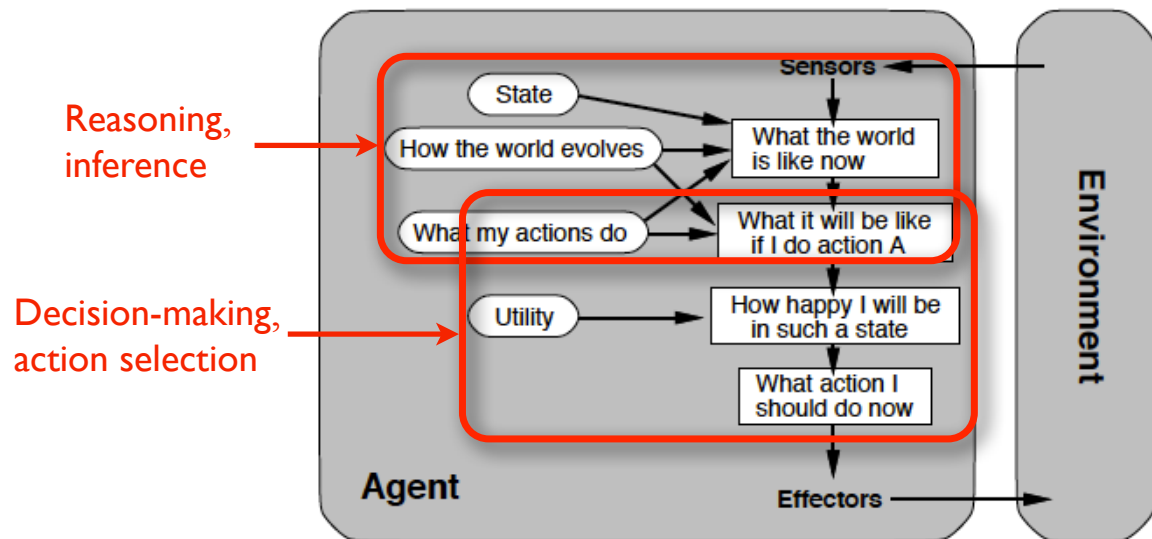 Sensors
State
Reasoning,
inference
What the world
is like now
How the world evolves
What my actions do
What it will be like
if I do action A
Decision-making,
action selection
Utility
How happy I will be
in such a state
What action I
should do now
Agent
Effectors
Environment